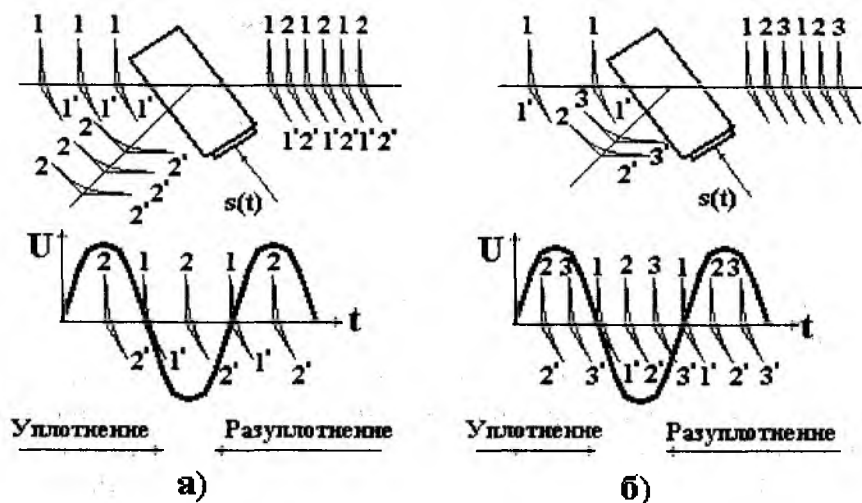 1 1 1 1 2 1 2 1 2
1' 1' 1' 1'2'1'2'1'2'
2 2 2
2' 2' 2'
s(t)
U 2 1 2 1 2 t
2' 1' 2' 1' 2'
Уплотнение Разуплотнение
а)
1 1 1 2 3 1 2 3
1' 1'
2 3
2' 3'
s(t)
U 2 3 1 2 3 1 2 3 t
2' 3' 1' 2' 3' 1' 2' 3'
Уплотнение Разуплотнение
б)